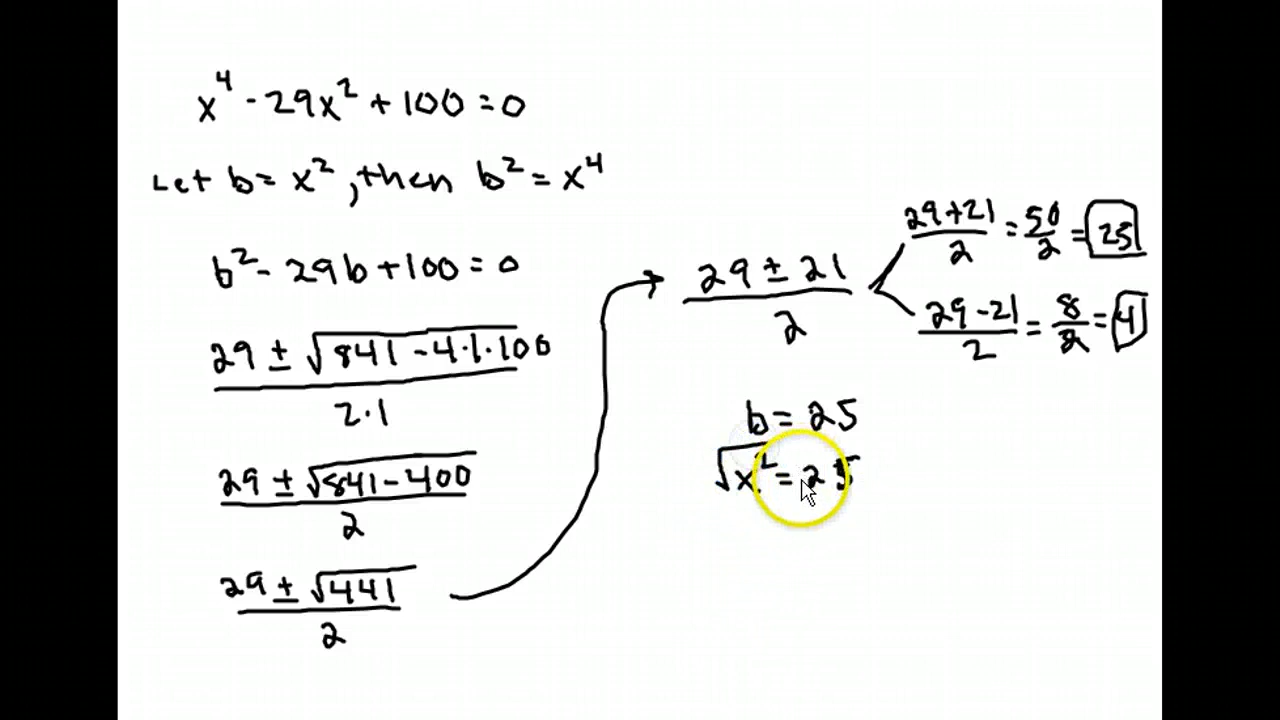 x⁴ - 29x² + 100 = 0
Let b = x², then b² = x⁴
b² - 29b + 100 = 0
29 ± √841 - 4·1·100
2·1
29 ± √841 - 400
2
29 ± √441
2
29 ± 21
2
29 + 21 = 50 = 25
2 2
29 - 21 = 8 = 4
2 2
b = 25
√x² = 25